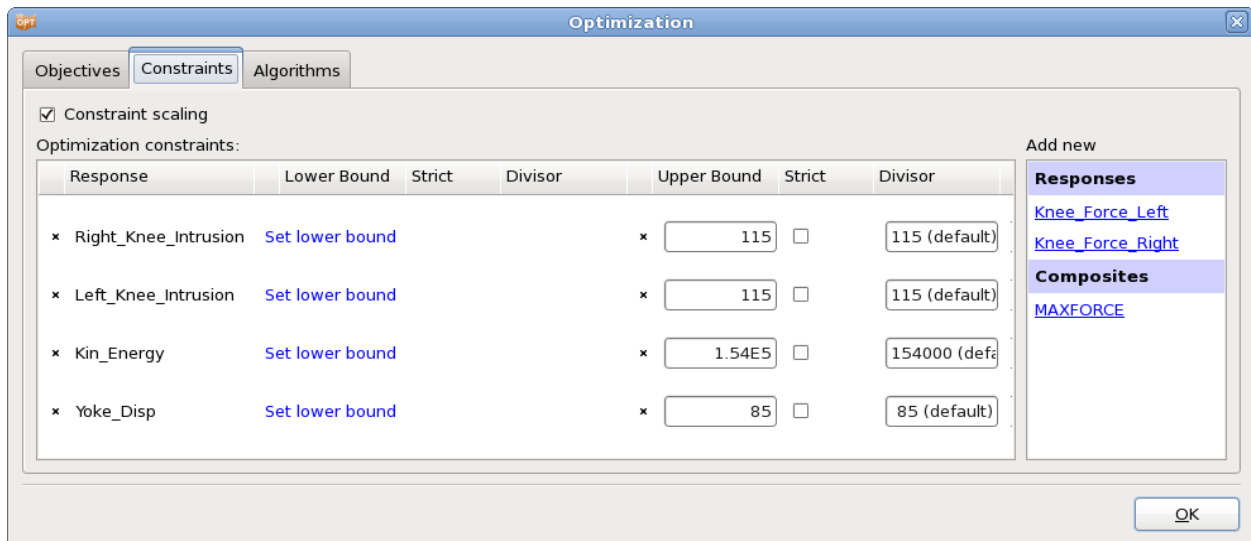 OPT Optimization
Objectives Constraints Algorithms
Constraint scaling
Optimization constraints: Add new
Response Lower Bound Strict Divisor Upper Bound Strict Divisor
Responses
Right_Knee_Intrusion Set lower bound 115 115 (default)
Knee_Force_Left
Knee_Force_Right
Left_Knee_Intrusion Set lower bound 115 115 (default)
Composites
MAXFORCE
Kin_Energy Set lower bound 1.54E5 154000 (defa
Yoke_Disp Set lower bound 85 85 (default)
OK